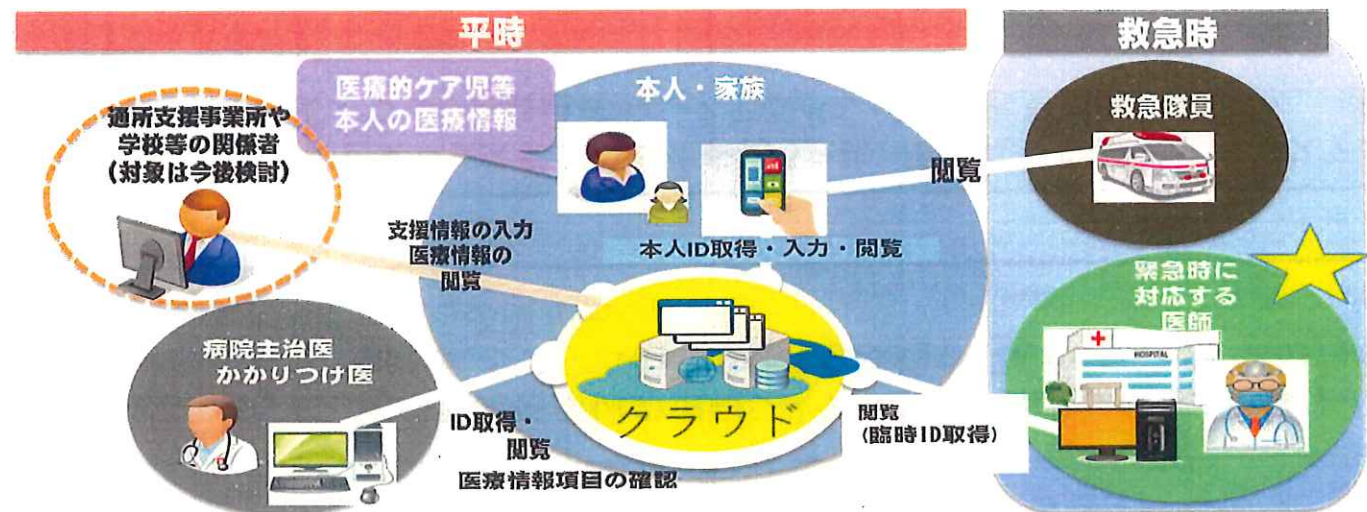 平時
救急時
医療的ケア児等
本人の医療情報
本人・家族
通所支援事業所や
学校等の関係者
(対象は今後検討)
救急隊員
閲覧
支援情報の入力
医療情報の
閲覧
本人ID取得・入力・閲覧
緊急時に
対応する
医師
HOSPITAL
病院主治医
かかりつけ医
クラウド
ID取得・
閲覧
医療情報項目の確認
閲覧
(臨時ID取得)